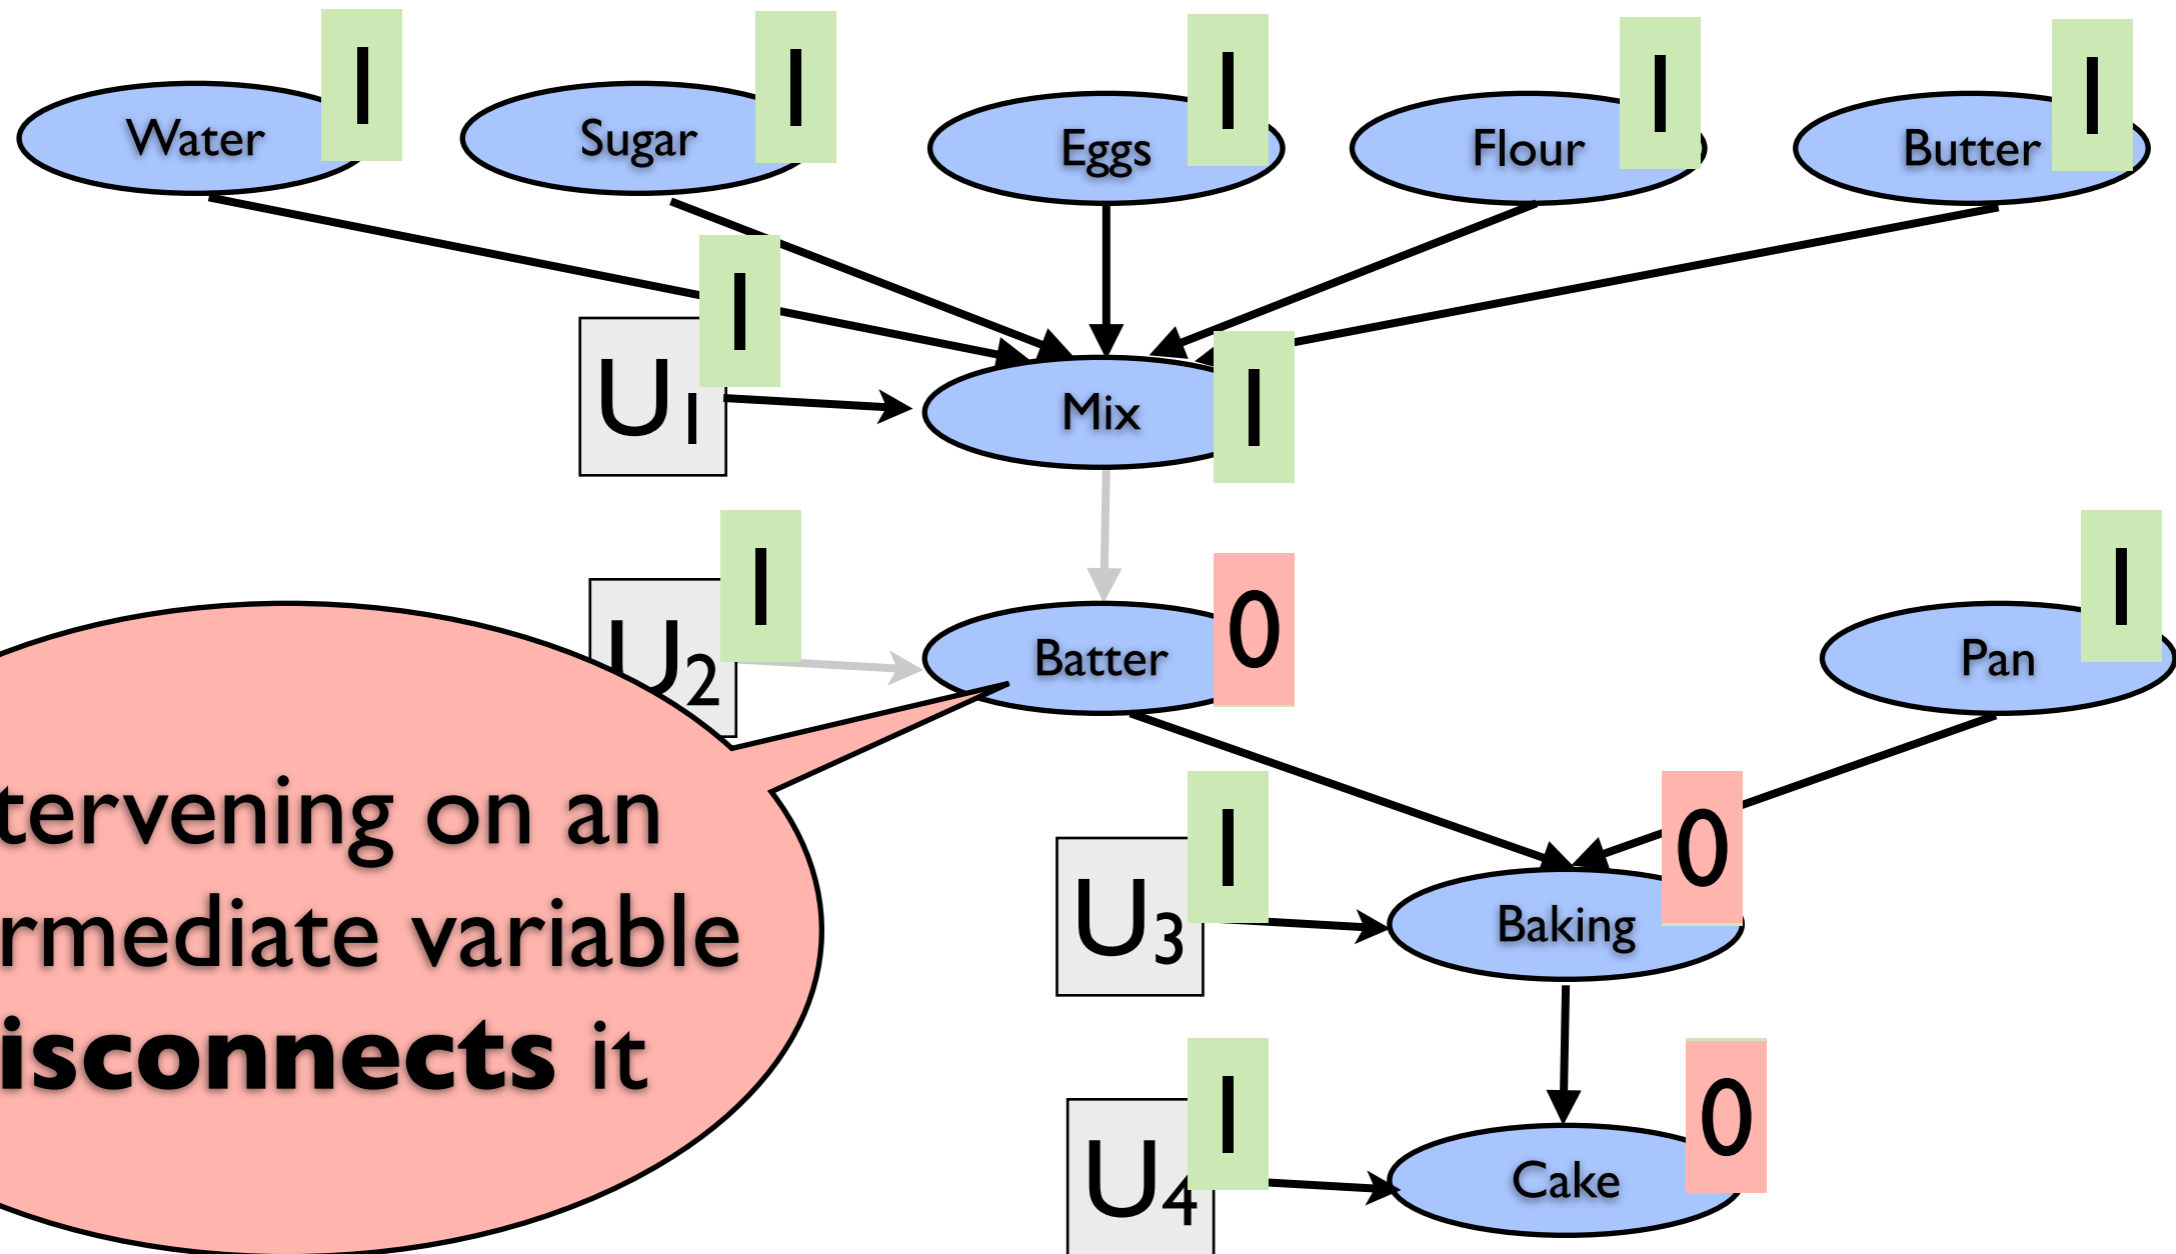 1 1 1 1 1
Water Sugar Eggs Flour Butter
1
U1 Mix 1
1 1
U2 Batter 0 Pan
tervening on an
rmediate variable
isconnects it
1 0
U3 Baking
1 0
U4 Cake